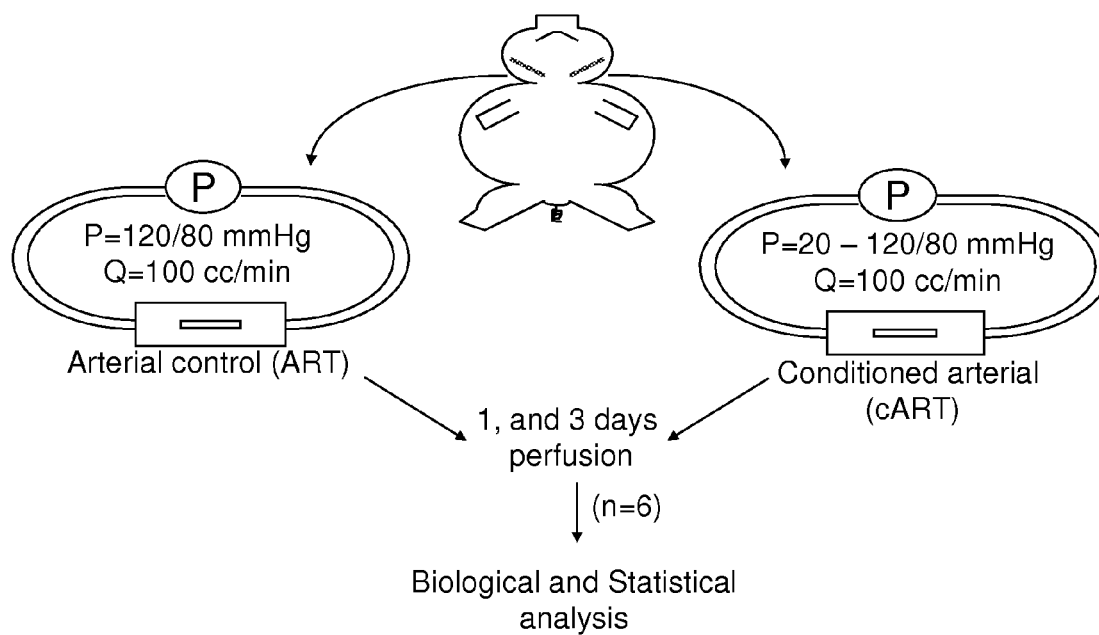 P
P=120/80 mmHg
Q=100 cc/min
Arterial control (ART)
P
P=20 – 120/80 mmHg
Q=100 cc/min
Conditioned arterial
(cART)
1, and 3 days
perfusion
(n=6)
Biological and Statistical
analysis